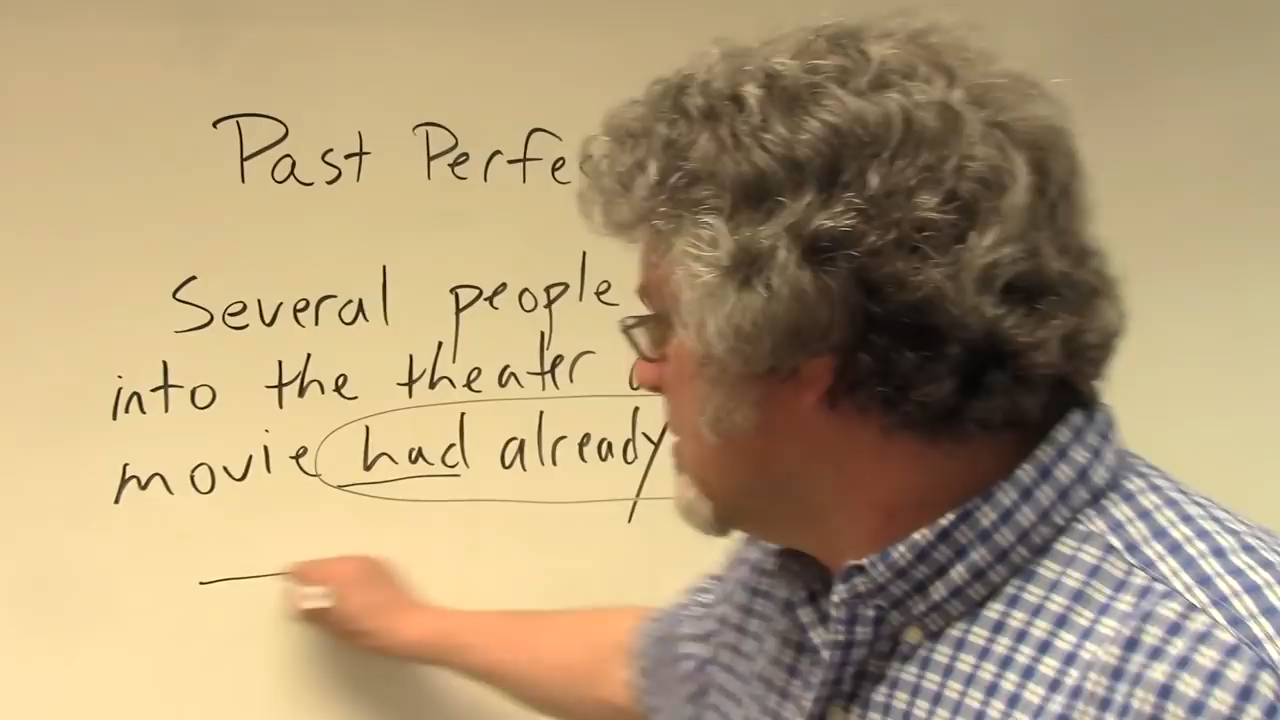 Past Perfe
Several people
into the theater
movie had already